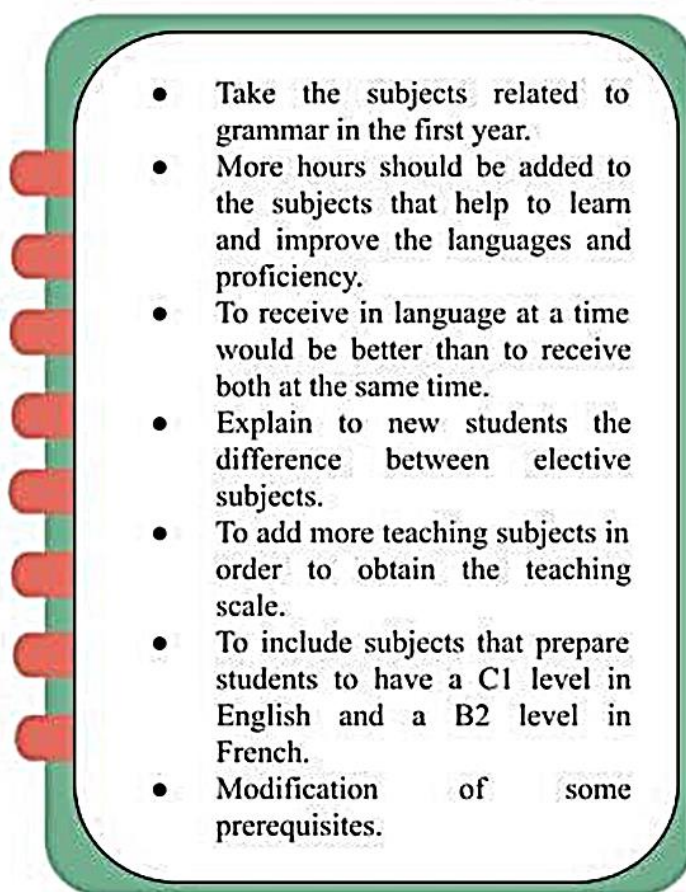 • Take the subjects related to
grammar in the first year.
• More hours should be added to
the subjects that help to learn
and improve the languages and
proficiency.
• To receive in language at a time
would be better than to receive
both at the same time.
• Explain to new students the
difference between elective
subjects.
• To add more teaching subjects in
order to obtain the teaching
scale.
• To include subjects that prepare
students to have a C1 level in
English and a B2 level in
French.
• Modification of some
prerequisites.